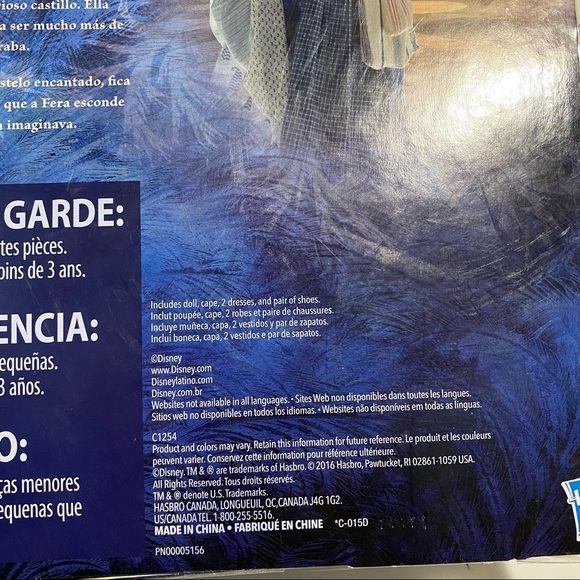 rioso castillo. Ella
a ser mucho más de
raba.
stelo encantado, fica
que a Fera esconde
imaginava.
GARDE:
tes pièces.
oins de 3 ans.
ENCIA:
equeñas.
3 años.
O:
ças menores
equenas que
Includes doll, cape, 2 dresses, and pair of shoes.
Inclut poupée, cape, 2 robes et paire de chaussures.
Incluye muñeca, cape, 2 vestidos y par de zapatos.
Inclui boneca, cape, 2 vestidos e par de sapatos.
©Disney
www.Disney.com
Disneylatino.com
Disney.com.br
Websites not available in all languages. • Sites Web non disponibles dans toutes les langues.
Sitios web no disponibles en todos los idiomas. • Websites não disponíveis em todas as línguas.
C1254
Product and colors may vary. Retain this information for future reference. Le produit et les couleurs
peuvent varier. Conservez cette information pour référence ultérieure.
©Disney. TM & ® are trademarks of Hasbro. © 2016 Hasbro, Pawtucket, RI 02861-1059 USA.
All Rights Reserved. Tous droits réservés.
TM & ® denote U.S. Trademarks.
HASBRO CANADA, LONGUEUIL, QC, CANADA J4G 1G2.
US/CANADA TEL. 1-800-255-5516.
MADE IN CHINA • FABRIQUÉ EN CHINE *C-015D
PN00005156